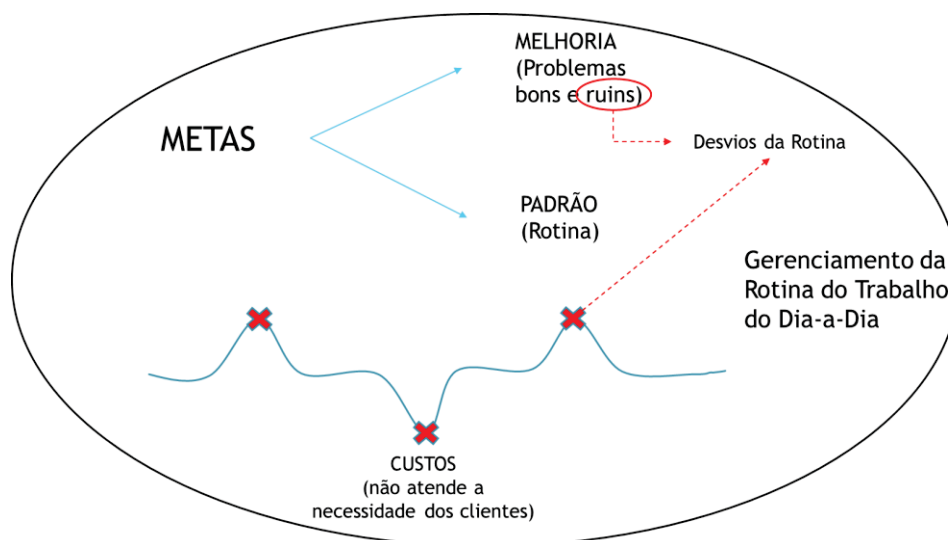 MELHORIA
(Problemas
bons e ruins)
METAS
Desvios da Rotina
PADRÃO
(Rotina)
Gerenciamento da
Rotina do Trabalho
do Dia-a-Dia
CUSTOS
(não atende a
necessidade dos clientes)